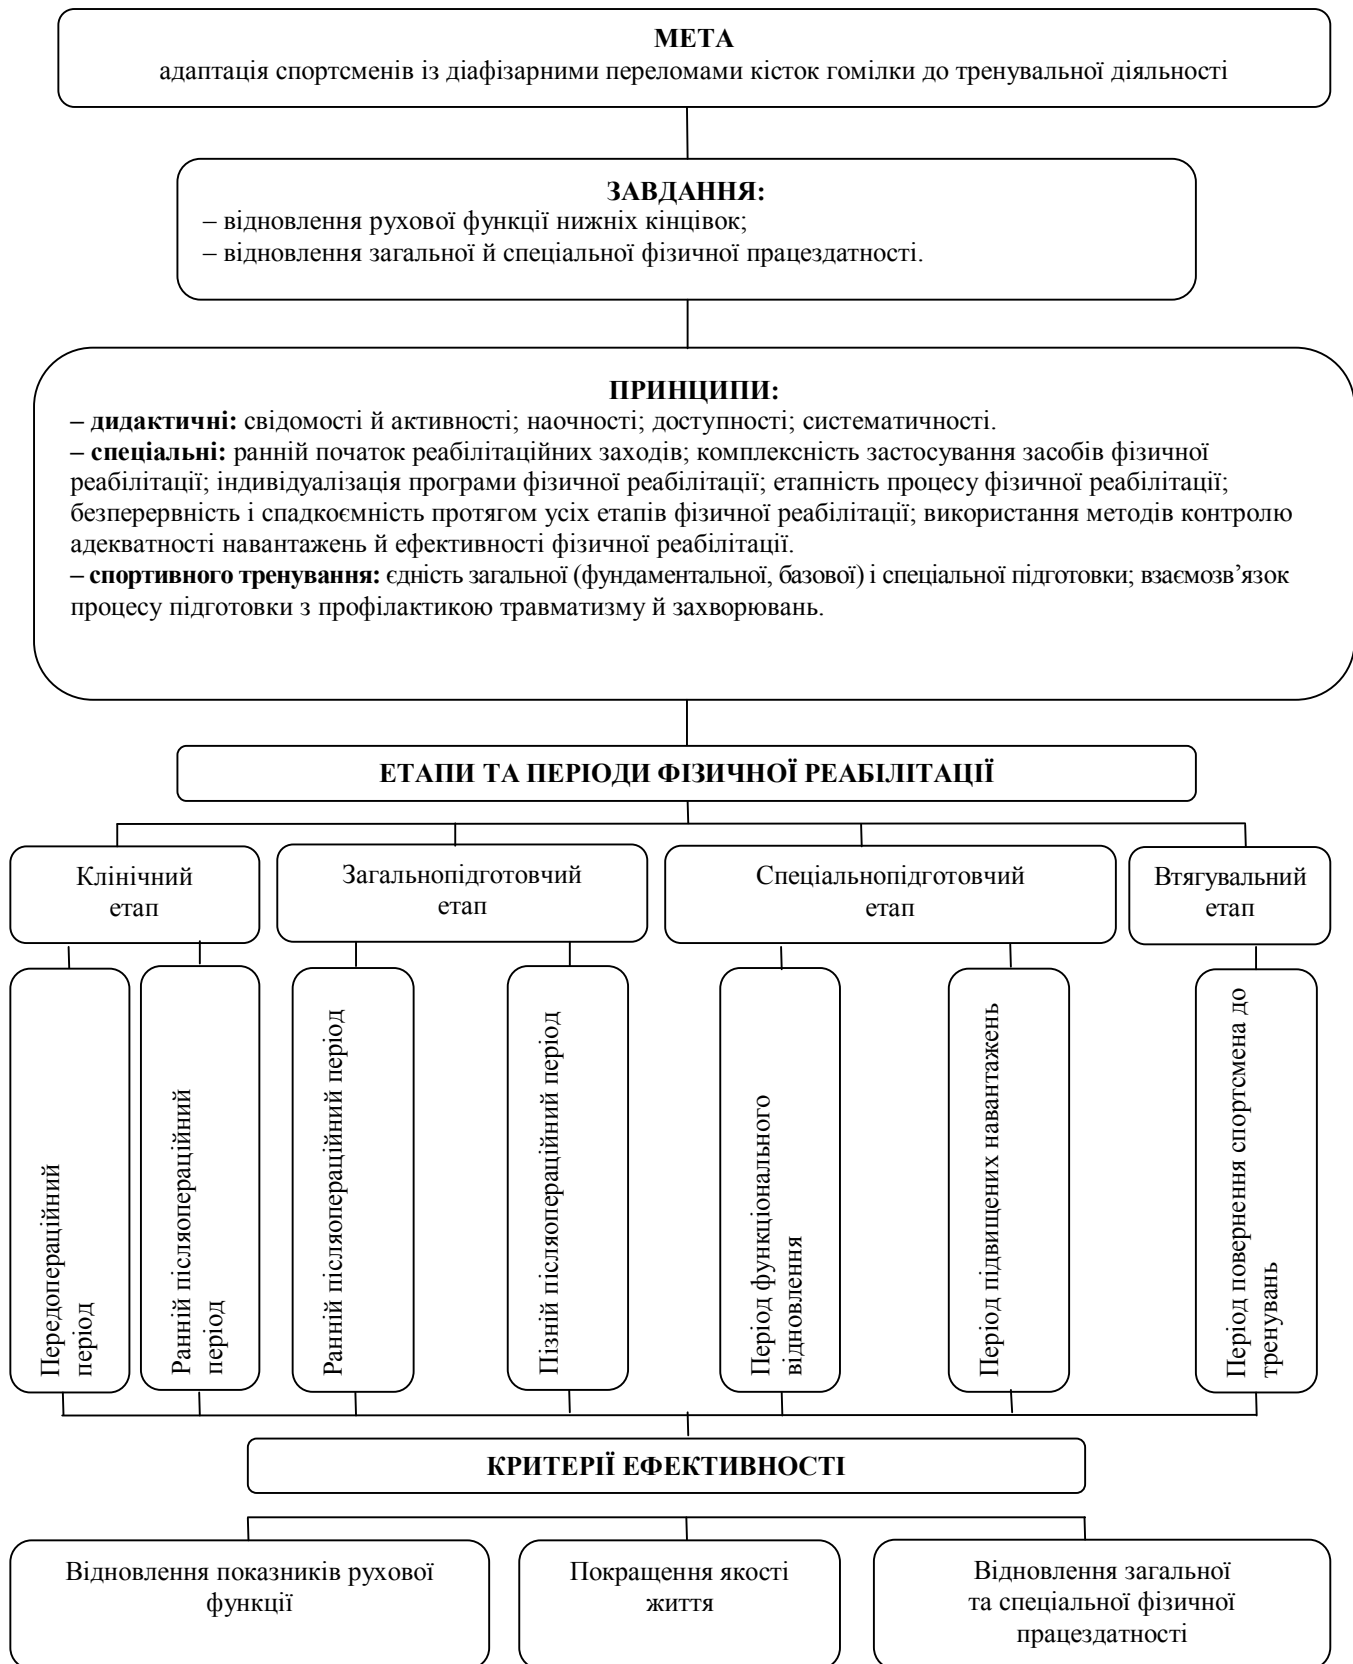 МЕТА
адаптація спортсменів із діафізарними переломами кісток гомілки до тренувальної діяльності
ЗАВДАННЯ:
– відновлення рухової функції нижніх кінцівок;
– відновлення загальної й спеціальної фізичної працездатності.
ПРИНЦИПИ:
– дидактичні: свідомості й активності; наочності; доступності; систематичності.
– спеціальні: ранній початок реабілітаційних заходів; комплексність застосування засобів фізичної
реабілітації; індивідуалізація програми фізичної реабілітації; етапність процесу фізичної реабілітації;
безперервність і спадкоємність протягом усіх етапів фізичної реабілітації; використання методів контролю
адекватності навантажень й ефективності фізичної реабілітації.
– спортивного тренування: єдність загальної (фундаментальної, базової) і спеціальної підготовки; взаємозв’язок
процесу підготовки з профілактикою травматизму й захворювань.
ЕТАПИ ТА ПЕРІОДИ ФІЗИЧНОЇ РЕАБІЛІТАЦІЇ
Клінічний
етап
Загальнопідготовчий
етап
Спеціальнопідготовчий
етап
Втягувальний
етап
Передопераційний
період
Ранній післяопераційний
період
Ранній післяопераційний період
Пізній післяопераційний період
Період функціонального
відновлення
Період підвищених навантажень
Період повернення спортсмена до
тренувань
КРИТЕРІЇ ЕФЕКТИВНОСТІ
Відновлення показників рухової
функції
Покращення якості
життя
Відновлення загальної
та спеціальної фізичної
працездатності